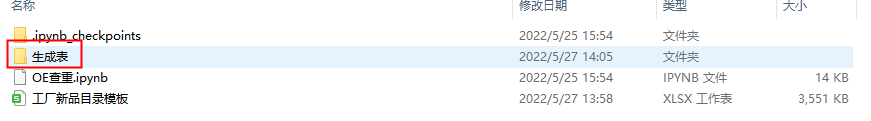 名称 修改日期 类型 大小
.ipynb_checkpoints 2022/5/25 15:54 文件夹
生成表 2022/5/27 14:05 文件夹
OE查重.ipynb 2022/5/25 15:54 IPYNB 文件 14 KB
工厂新品目录模板 2022/5/27 13:58 XLSX 工作表 3,551 KB